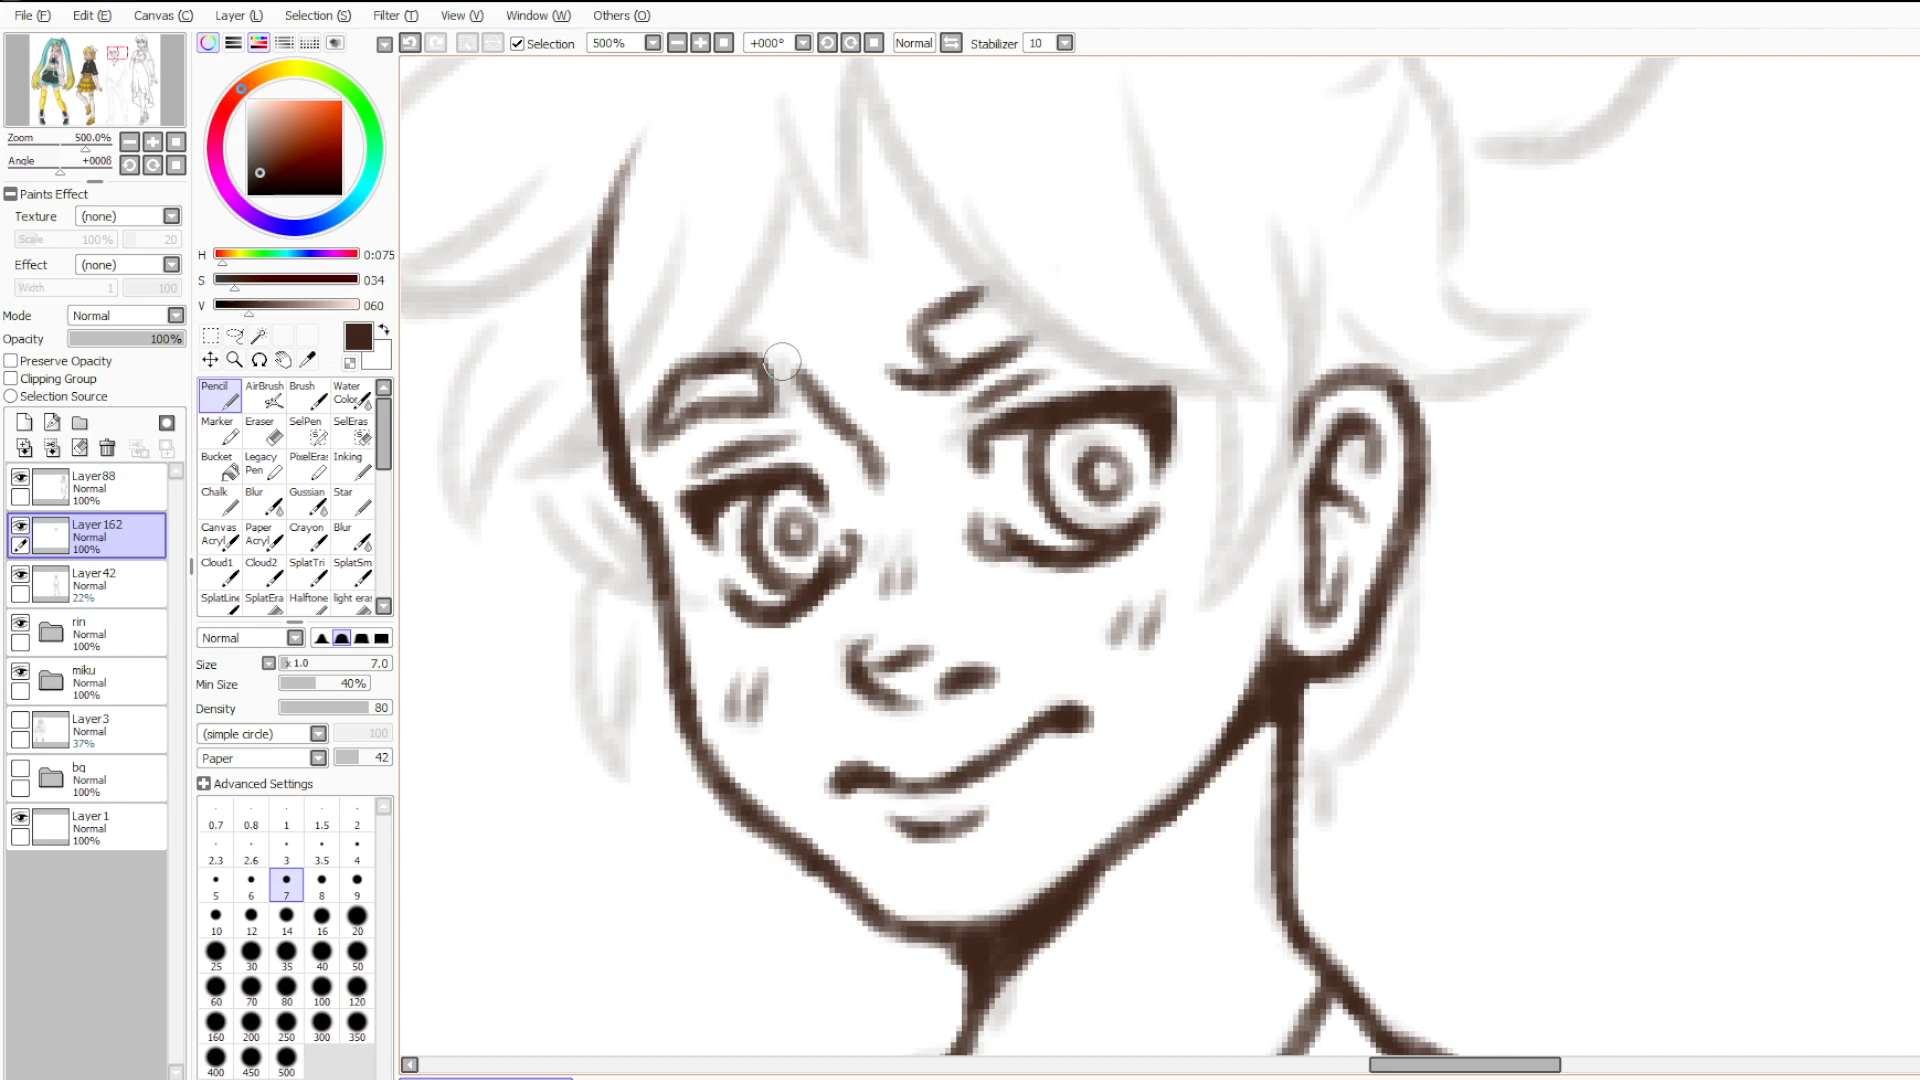 File (F) Edit (E) Canvas (C) Layer (L) Selection (S) Filter (T) View (V) Window (W) Others (O)
Selection 500% +000° Normal Stabilizer 10
Zoom 500.0%
Angle +0008
Paints Effect
Texture (none)
Scale 100% 20
Effect (none)
Width 1 100
Mode Normal
Opacity 100%
Preserve Opacity
Clipping Group
Selection Source
Layer88
Normal
100%
Layer162
Normal
100%
Layer42
Normal
22%
rin
Normal
100%
miku
Normal
100%
Layer3
Normal
37%
bg
Normal
100%
Layer1
Normal
100%
H 0:075
S 034
V 060
Pencil AirBrush Brush Water Color
Marker Eraser SelPen SelEras
Bucket Legacy Pen PixelEras Inking
Chalk Blur Gussian Star
Canvas Acryl Paper Acryl Crayon Blur
Cloud1 Cloud2 SplatTri SplatSm
SplatLine SplatEra Halftone light era
Normal
Size x 1.0 7.0
Min Size 40%
Density 80
(simple circle) 100
Paper 42
Advanced Settings
0.7 0.8 1 1.5 2
2.3 2.6 3 3.5 4
5 6 7 8 9
10 12 14 16 20
25 30 35 40 50
60 70 80 100 120
160 200 250 300 350
400 450 500